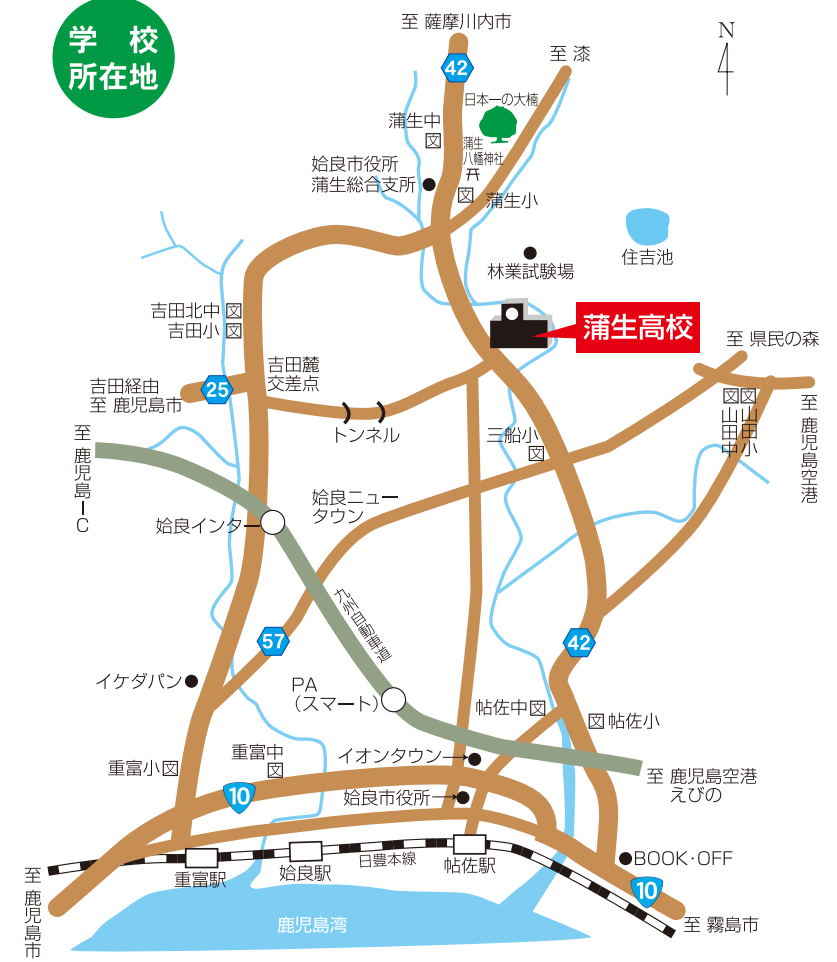 学　校
所在地
至 薩摩川内市
N
42
至 漆
日本一の大楠
蒲生中
蒲生
八幡神社
姶良市役所
蒲生総合支所
蒲生小
住吉池
林業試験場
吉田北中
吉田小
蒲生高校
至 県民の森
吉田麓
交差点
吉田経由
至 鹿児島市
25
山田中
山田小
至 鹿児島空港
トンネル
三船小
至 鹿児島IC
姶良ニュー
タウン
姶良インター
九州自動車道
57
42
イケダパン
PA
（スマート）
帖佐中
帖佐小
重富中
イオンタウン
重富小
至 鹿児島空港
えびの
10
姶良市役所
日豊本線
BOOK・OFF
重富駅
姶良駅
帖佐駅
至 鹿児島市
10
鹿児島湾
至 霧島市